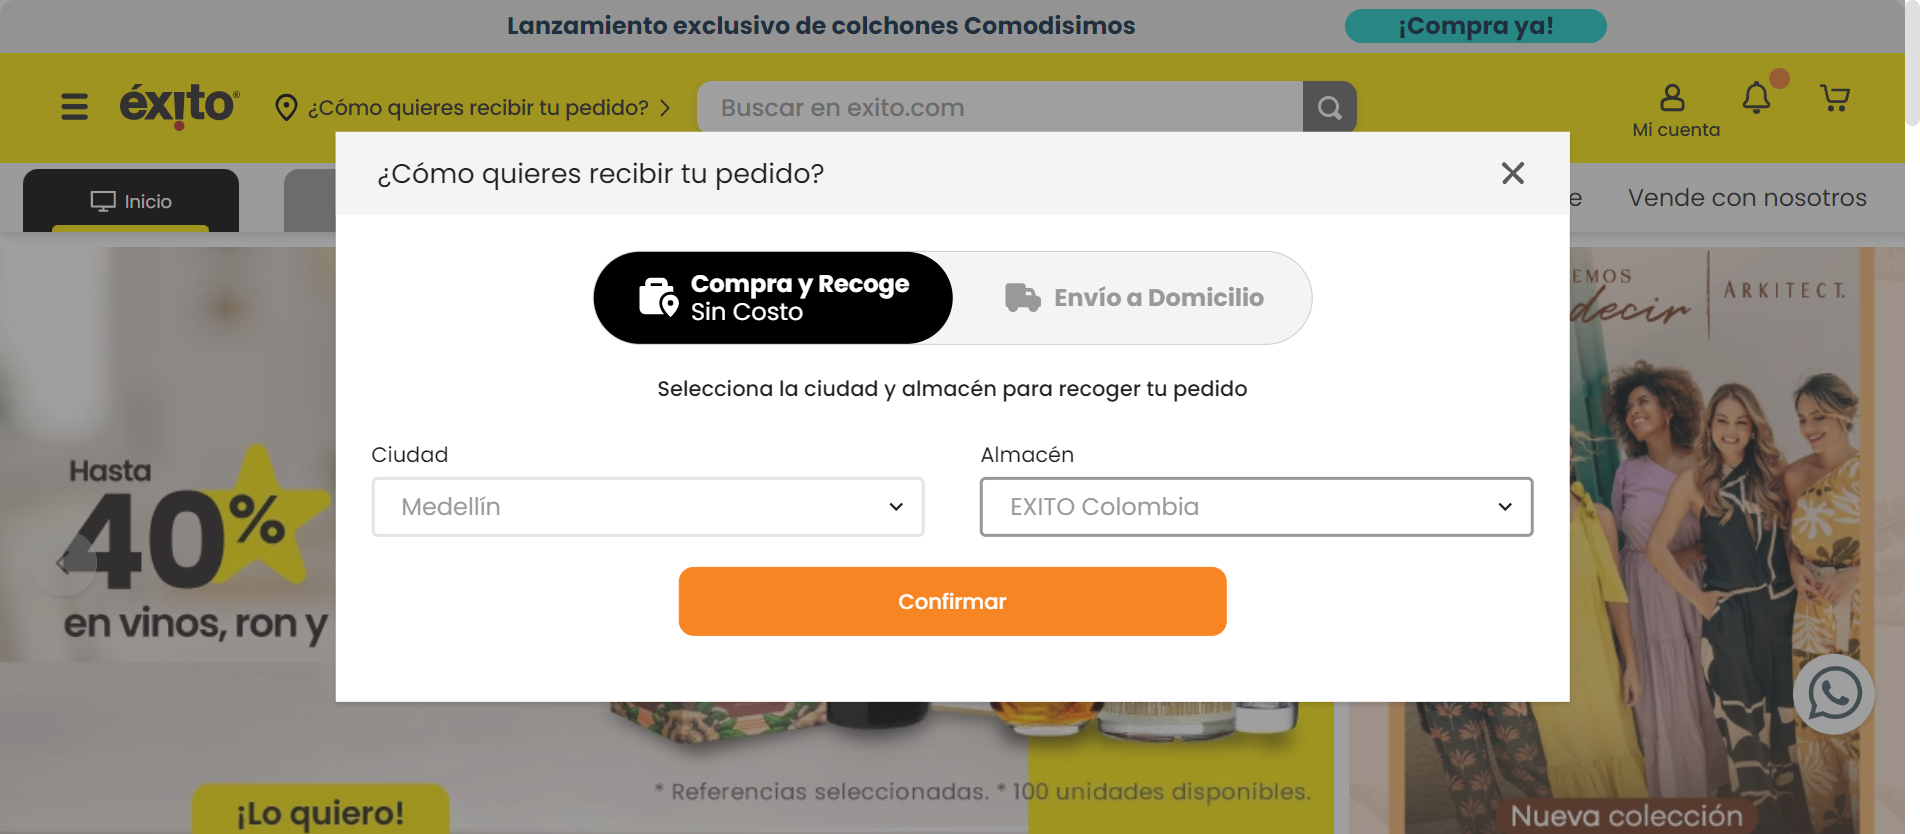 Lanzamiento exclusivo de colchones Comodisimos
¡Compra ya!
éxito
¿Cómo quieres recibir tu pedido?
Buscar en exito.com
Mi cuenta
Inicio
Vende con nosotros
¿Cómo quieres recibir tu pedido?
Compra y Recoge
Sin Costo
Envío a Domicilio
Selecciona la ciudad y almacén para recoger tu pedido
Ciudad
Almacén
Medellín
EXITO Colombia
Confirmar
Hasta
40%
en vinos, ron y
* Referencias seleccionadas. * 100 unidades disponibles.
¡Lo quiero!
ARKITECT.
Nueva colección